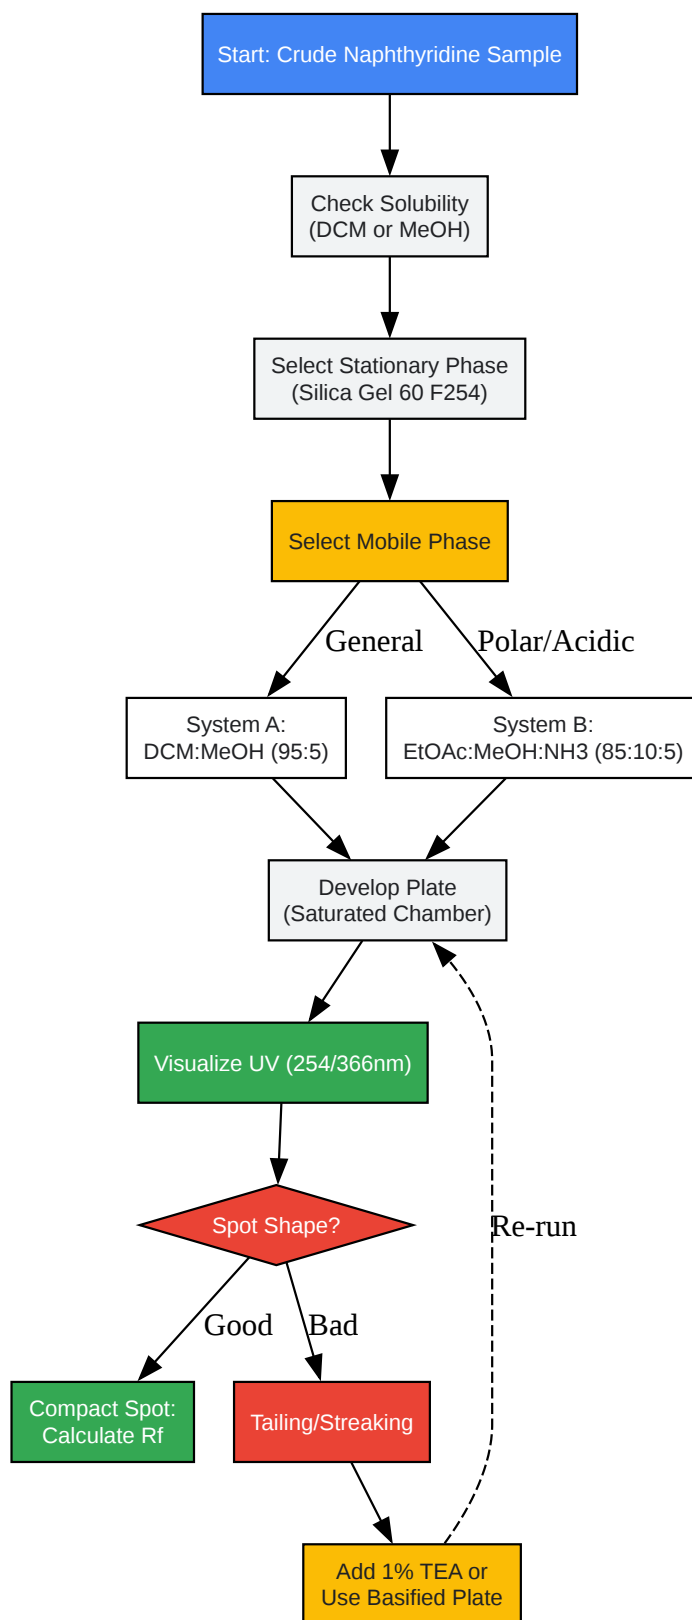 Start: Crude Naphthyridine Sample
Check Solubility
(DCM or MeOH)
Select Stationary Phase
(Silica Gel 60 F254)
Select Mobile Phase
General
Polar/Acidic
System A:
DCM:MeOH (95:5)
System B:
EtOAc:MeOH:NH3 (85:10:5)
Develop Plate
(Saturated Chamber)
Visualize UV (254/366nm)
Spot Shape?
Re-run
Good
Bad
Compact Spot:
Calculate Rf
Tailing/Streaking
Add 1% TEA or
Use Basified Plate